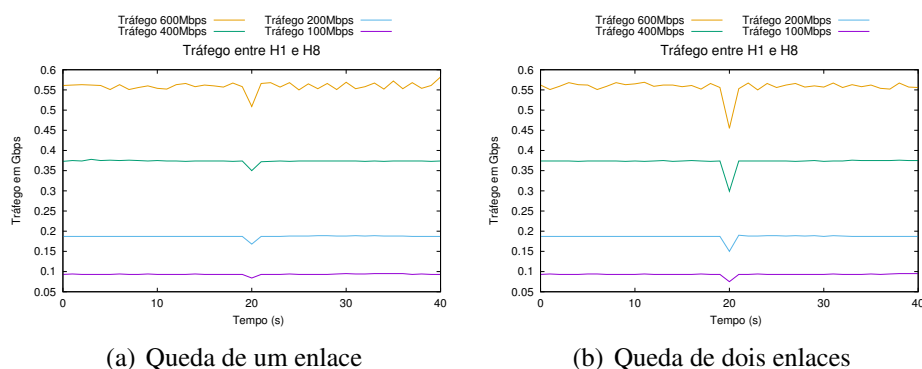 Tráfego 600Mbps Tráfego 200Mbps
Tráfego 400Mbps Tráfego 100Mbps
Tráfego entre H1 e H8
Tráfego em Gbps
0.6
0.55
0.5
0.45
0.4
0.35
0.3
0.25
0.2
0.15
0.1
0.05
0 10 20 30 40
Tempo (s)
(a) Queda de um enlace
Tráfego 600Mbps Tráfego 200Mbps
Tráfego 400Mbps Tráfego 100Mbps
Tráfego entre H1 e H8
Tráfego em Gbps
0.6
0.55
0.5
0.45
0.4
0.35
0.3
0.25
0.2
0.15
0.1
0.05
0 10 20 30 40
Tempo (s)
(b) Queda de dois enlaces